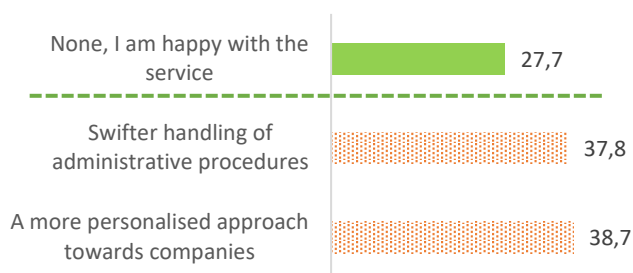 None, I am happy with the
service
27,7
Swifter handling of
administrative procedures
37,8
A more personalised approach
towards companies
38,7